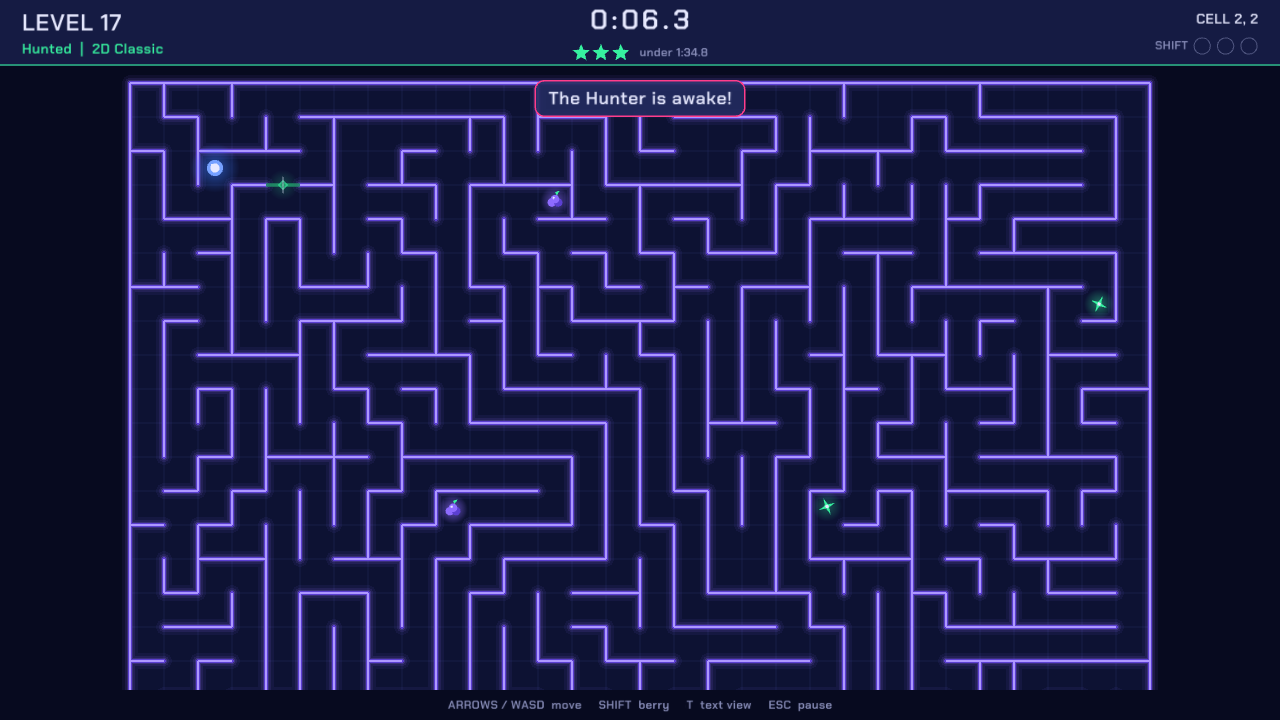 LEVEL 17
Hunted | 2D Classic
0:06.3
under 1:34.8
CELL 2, 2
SHIFT
The Hunter is awake!
ARROWS / WASD move SHIFT berry T text view ESC pause